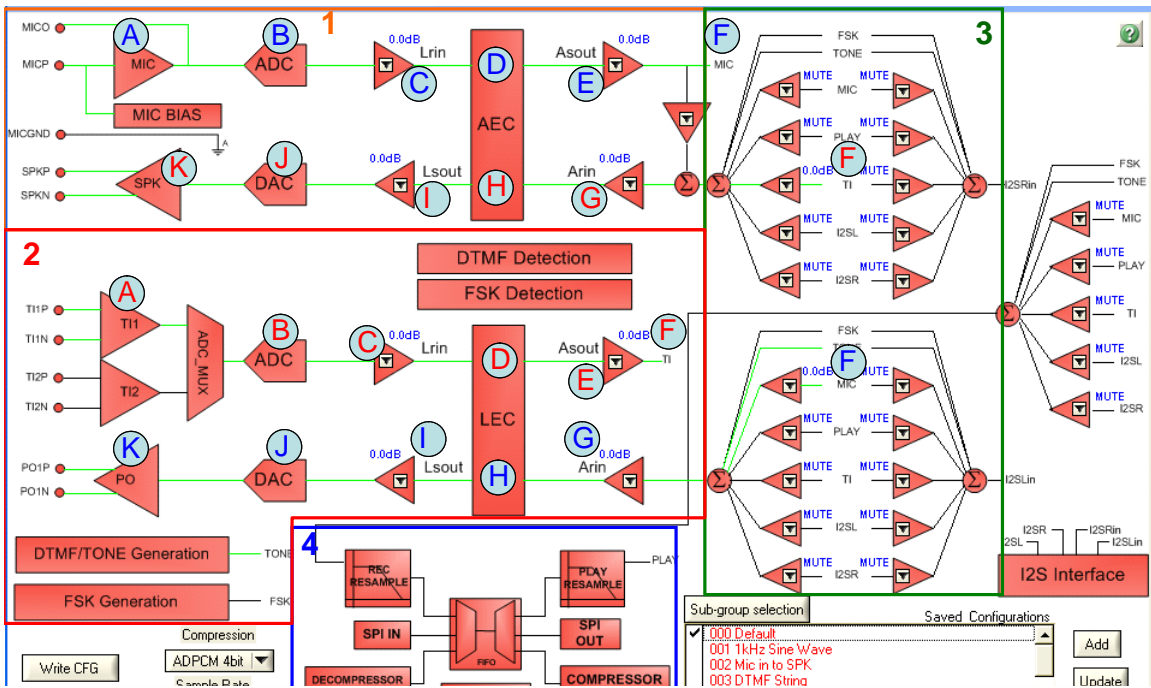 1
MICO
MICP
A
MIC
B
ADC
0.0dB
Lrin
C
D
AEC
Asout
0.0dB
E
F
MIC
MIC BIAS
MICGND
A
SPKP
SPKN
SPK
K
J
DAC
0.0dB
Lsout
I
H
0.0dB
Arin
G
Σ
3
FSK
TONE
MUTE MUTE
MIC
MUTE MUTE
PLAY
F
0.0dB MUTE
TI
MUTE MUTE
I2SL
MUTE MUTE
I2SR
Σ
Σ
I2SRin
?
FSK
TONE
MUTE
MIC
MUTE
PLAY
MUTE
TI
MUTE
I2SL
MUTE
I2SR
Σ
2
DTMF Detection
FSK Detection
TI1P
TI1N
TI2P
TI2N
A
TI1
TI2
ADC_MUX
B
ADC
C
0.0dB
Lrin
D
LEC
Asout
0.0dB
E
F
TI
PO1P
PO1N
K
PO
J
DAC
I
0.0dB
Lsout
H
G
0.0dB
Arin
FSK
TONE
F
0.0dB MUTE
MIC
MUTE MUTE
PLAY
MUTE MUTE
TI
MUTE MUTE
I2SL
MUTE MUTE
I2SR
Σ
Σ
I2SLin
DTMF/TONE Generation
TONE
FSK Generation
FSK
4
REC
RESAMPLE
PLAY
RESAMPLE
PLAY
SPI IN
FIFO
SPI
OUT
DECOMPRESSOR
COMPRESSOR
I2SR
I2SRin
2SL
I2SLin
I2S Interface
Compression
Write CFG
ADPCM 4bit
Sample Rate
Sub-group selection
Saved Configurations
000 Default
001 1kHz Sine Wave
002 Mic in to SPK
003 DTMF String
Add
Update